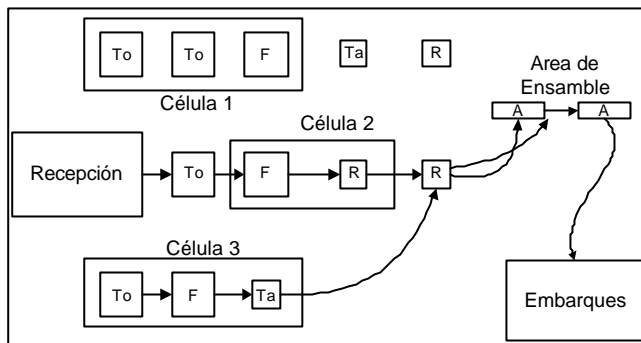 To To F Ta R
Célula 1
Area de
Ensamble
A A
Célula 2
Recepción To F R R
Célula 3
To F Ta
Embarques